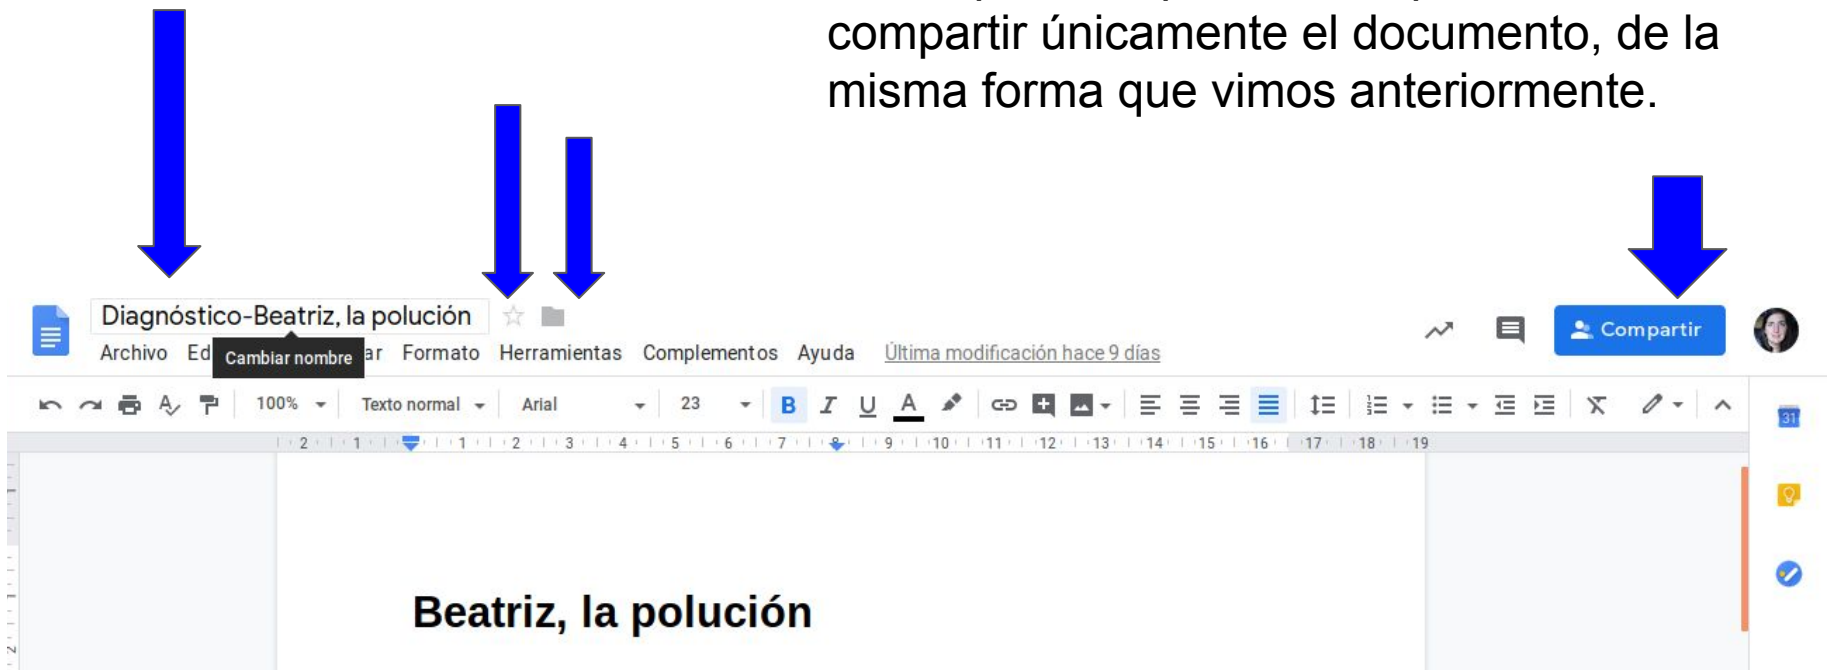 compartir únicamente el documento, de la
misma forma que vimos anteriormente.
Diagnóstico-Beatriz, la polución
Compartir
Archivo Ed ar Formato Herramientas Complementos Ayuda Última modificación hace 9 días
Cambiar nombre
100% Texto normal Arial 23 B I U A
31
2 1 1 2 3 4 5 6 7 8 9 10 11 12 13 14 15 16 17 18 19
Beatriz, la polución
2